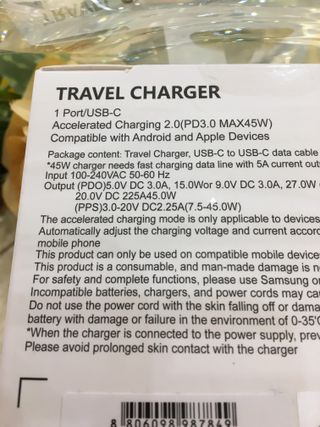 TRAVEL CHARGER
1 Port/USB-C
Accelerated Charging 2.0(PD3.0 MAX45W)
Compatible with Android and Apple Devices
Package content: Travel Charger, USB-C to USB-C data cable
*45W charger needs fast charging data line with 5A current out
Input 100-240VAC 50-60 Hz
Output (PDO)5.0V DC 3.0A, 15.0Wor 9.0V DC 3.0A, 27.0W
20.0V DC 225A45.0W
(PPS)3.0-20V DC2.25A(7.5-45.0W)
The accelerated charging mode is only applicable to devices
Automatically adjust the charging voltage and current accor
mobile phone
This product can only be used on compatible mobile device
This product is a consumable, and man-made damage is n
For safety and complete functions, please use Samsung or
Incompatible batteries, chargers, and power cords may cau
Do not use the power cord with the skin falling off or dama
battery with damage or failure in the environment of 0-35°
*When the charger is connected to the power supply, prev
Please avoid prolonged skin contact with the charger
8 806098 987849